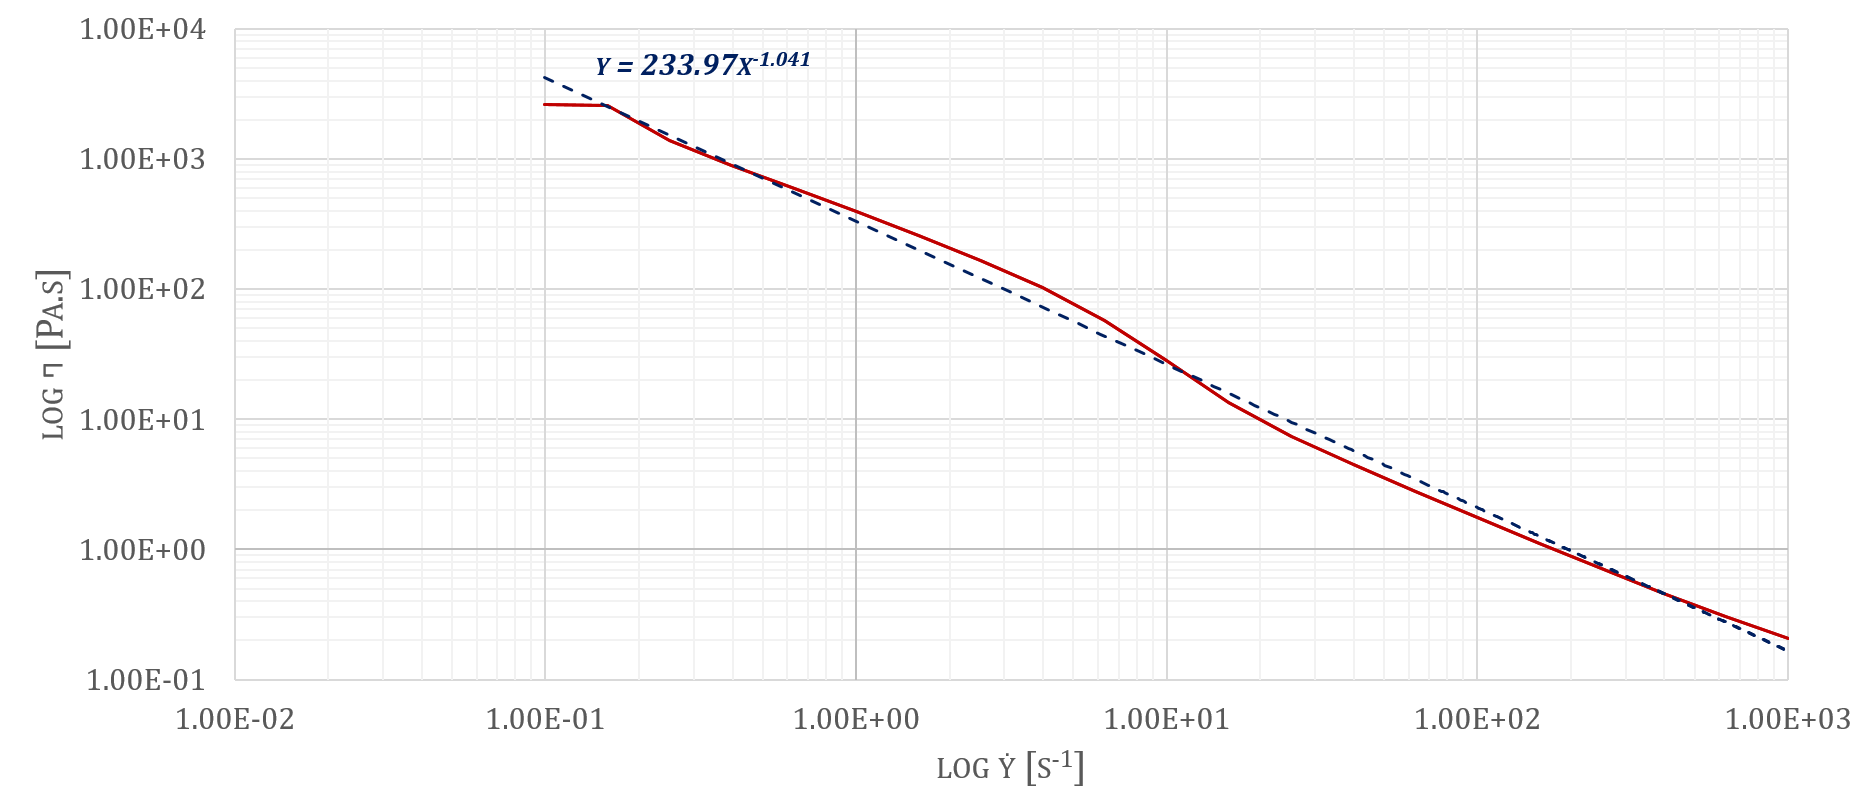 1.00E+04
Y = 233.97X-1.041
1.00E+03
1.00E+02
1.00E+01
1.00E+00
1.00E-01
LOG ꓶ [PA.S]
1.00E-02 1.00E-01 1.00E+00 1.00E+01 1.00E+02 1.00E+03
LOG Ẏ [S-1]